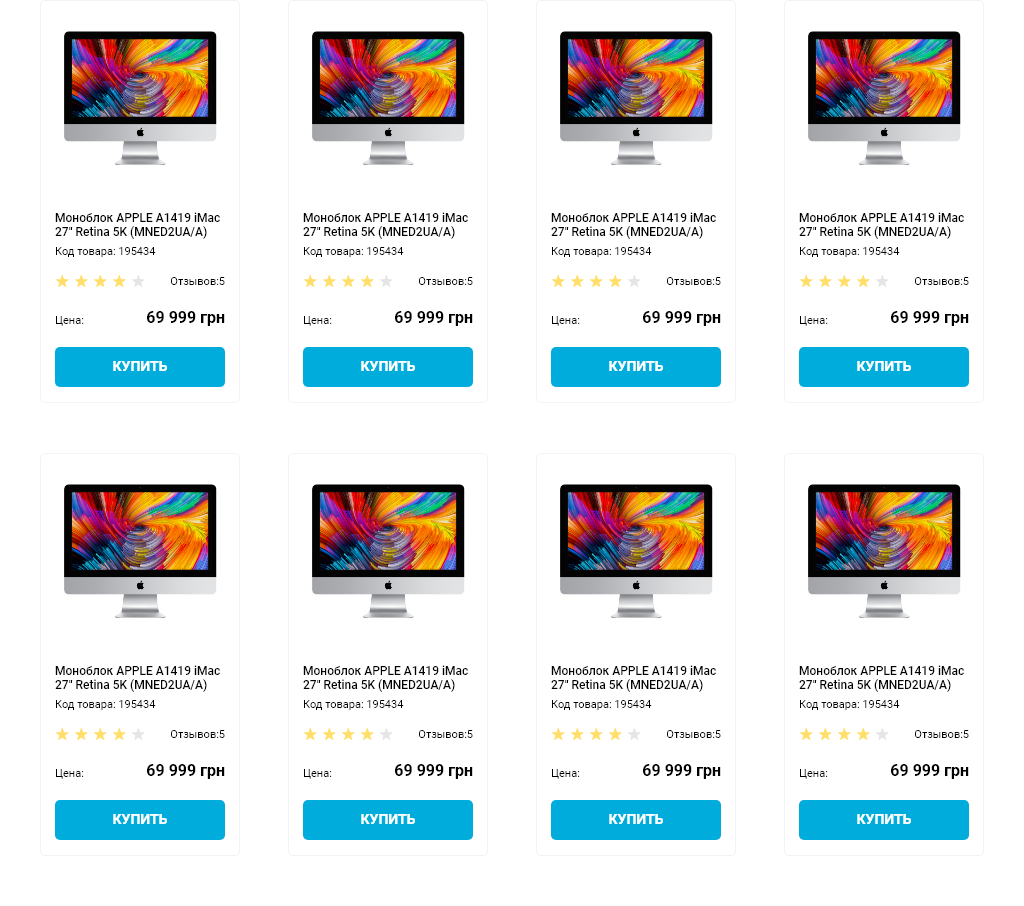 Моноблок APPLE A1419 iMac
27" Retina 5K (MNED2UA/A)
Код товара: 195434
Отзывов:5
Цена: 69 999 грн
КУПИТЬ
Моноблок APPLE A1419 iMac
27" Retina 5K (MNED2UA/A)
Код товара: 195434
Отзывов:5
Цена: 69 999 грн
КУПИТЬ
Моноблок APPLE A1419 iMac
27" Retina 5K (MNED2UA/A)
Код товара: 195434
Отзывов:5
Цена: 69 999 грн
КУПИТЬ
Моноблок APPLE A1419 iMac
27" Retina 5K (MNED2UA/A)
Код товара: 195434
Отзывов:5
Цена: 69 999 грн
КУПИТЬ
Моноблок APPLE A1419 iMac
27" Retina 5K (MNED2UA/A)
Код товара: 195434
Отзывов:5
Цена: 69 999 грн
КУПИТЬ
Моноблок APPLE A1419 iMac
27" Retina 5K (MNED2UA/A)
Код товара: 195434
Отзывов:5
Цена: 69 999 грн
КУПИТЬ
Моноблок APPLE A1419 iMac
27" Retina 5K (MNED2UA/A)
Код товара: 195434
Отзывов:5
Цена: 69 999 грн
КУПИТЬ
Моноблок APPLE A1419 iMac
27" Retina 5K (MNED2UA/A)
Код товара: 195434
Отзывов:5
Цена: 69 999 грн
КУПИТЬ